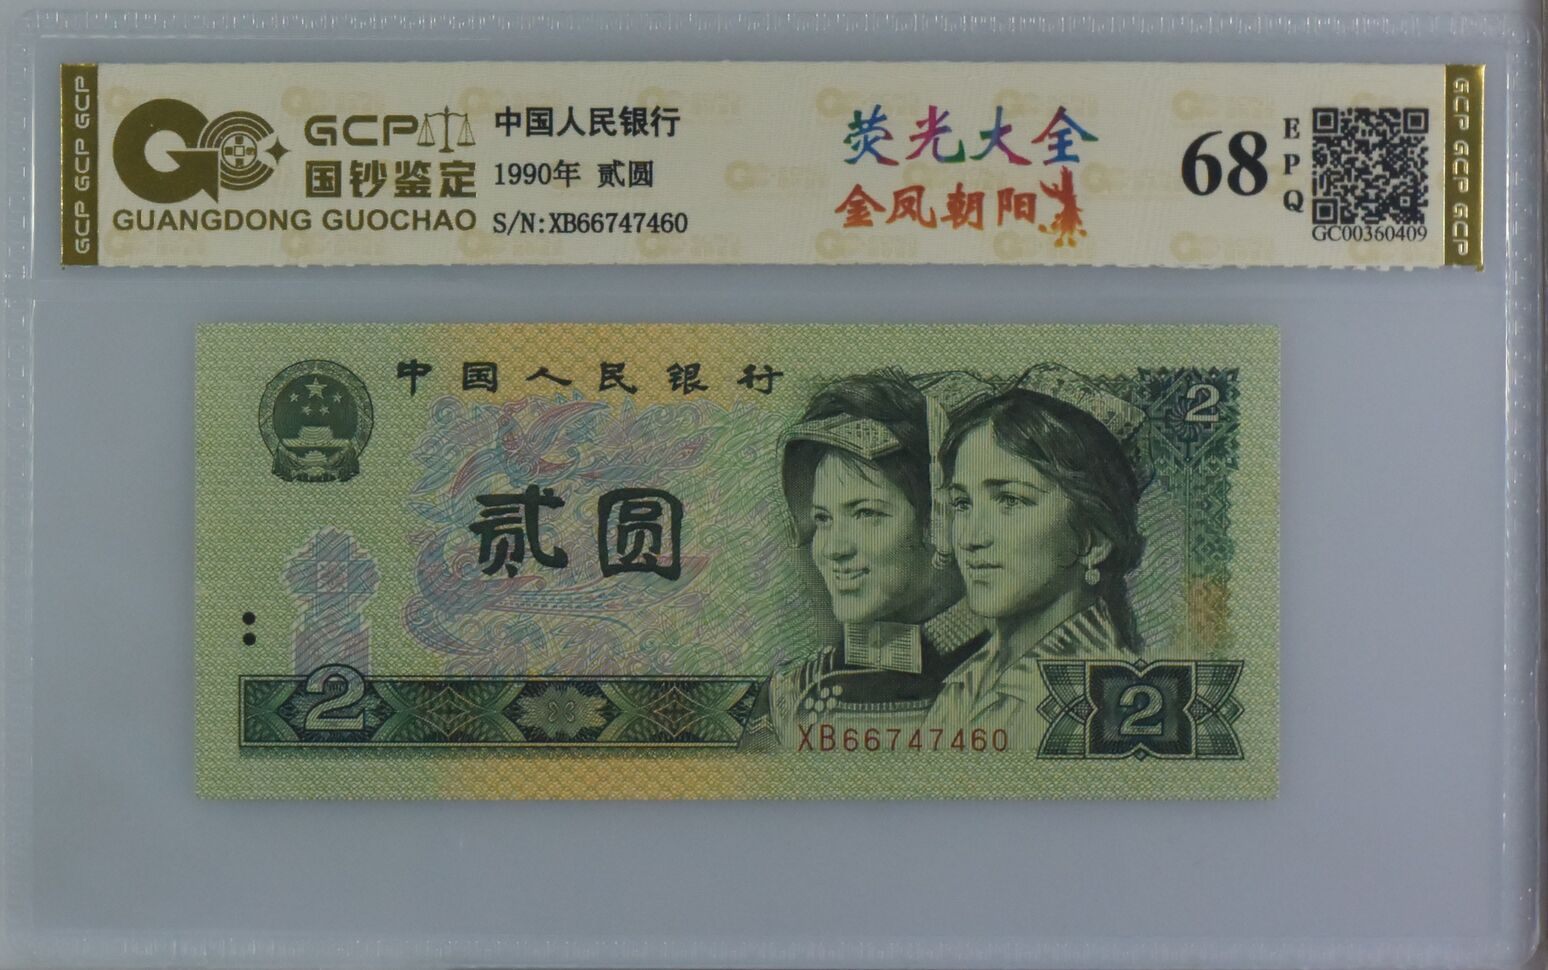 GCP GCP GCP
GCP
国钞鉴定
GUANGDONG GUOCHAO
中国人民银行
1990年 贰圆
S/N:XB66747460
荧光大全
金凤朝阳
68
EPQ
GC00360409
GCP GCP GCP
中国人民银行
2
贰圆
2
2
XB66747460